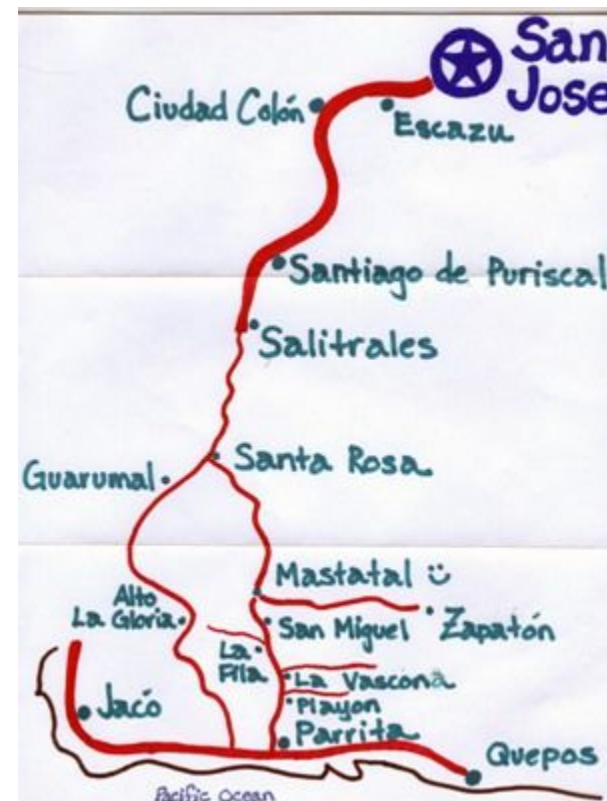 San
Jose
Ciudad Colón
Escazu
Santiago de Puriscal
Salitrales
Santa Rosa
Guarumal
Mastatal
Alto
La Gloria
San Miguel
Zapatón
La
Fila
La Vascona
Playon
Jacó
Parrita
Quepos
Pacific Ocean